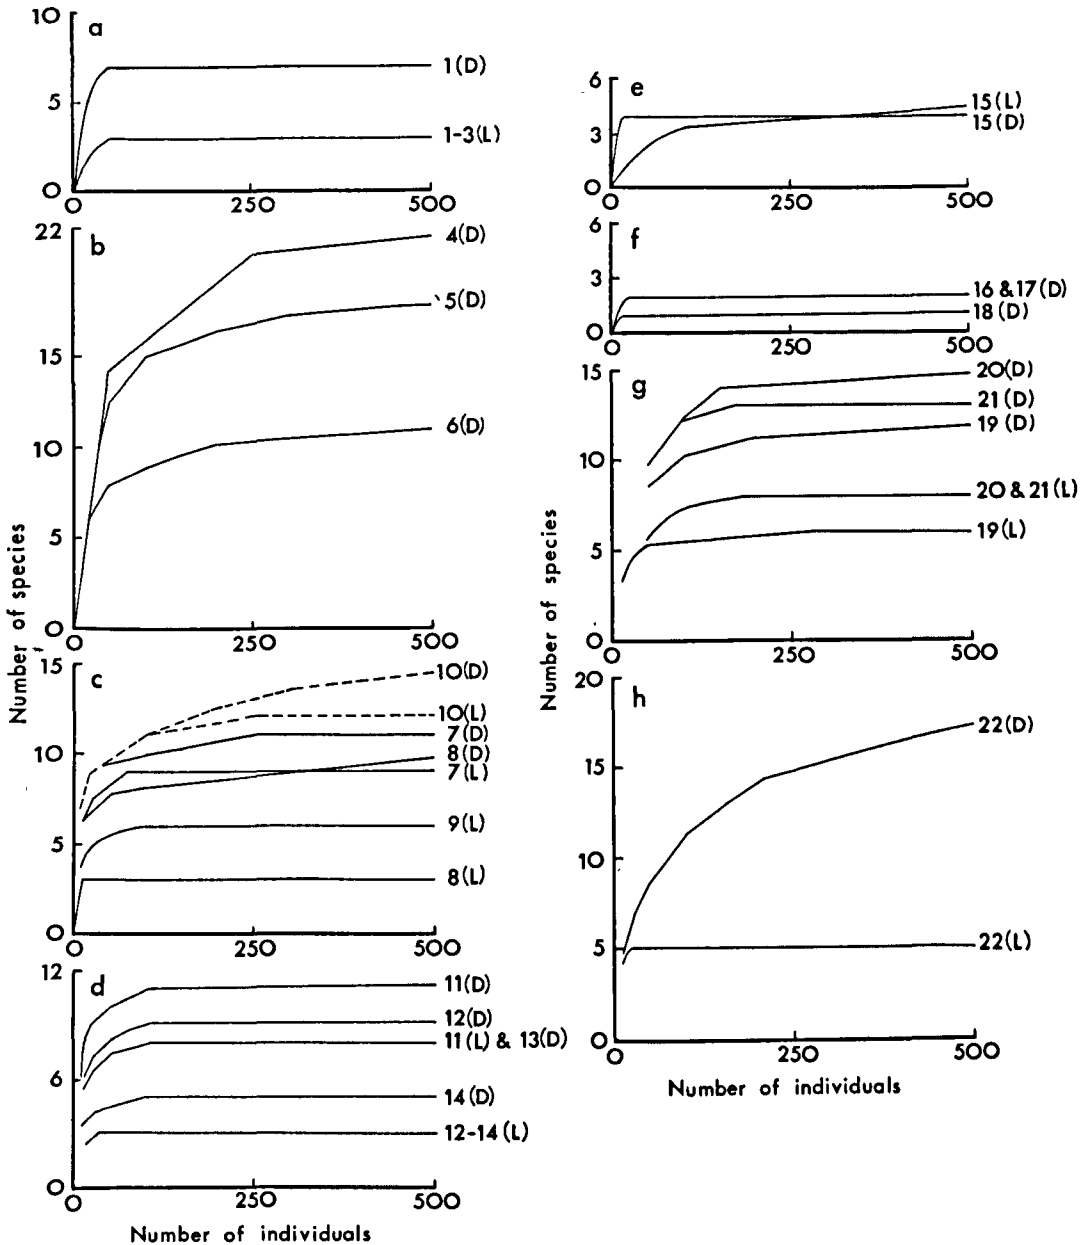 a
10
5
0
0
250
500
1(D)
1-3(L)
b
22
15
10
5
0
0
250
500
4(D)
5(D)
6(D)
Number of species
c
15
10
5
0
0
250
500
10(D)
10(L)
7(D)
8(D)
7(L)
9(L)
8(L)
d
12
6
0
0
250
500
11(D)
12(D)
11(L) & 13(D)
14(D)
12-14(L)
Number of individuals
e
6
3
0
0
250
500
15(L)
15(D)
f
6
3
0
0
250
500
16 & 17(D)
18(D)
g
15
10
5
0
0
250
500
20(D)
21(D)
19(D)
20 & 21(L)
19(L)
Number of species
h
20
15
10
5
0
0
250
500
22(D)
22(L)
Number of individuals